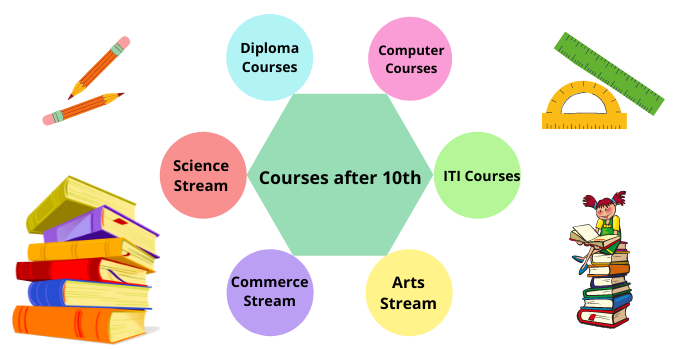 Diploma
Courses
Computer
Courses
Science
Stream
Courses after 10th
ITI Courses
Commerce
Stream
Arts
Stream